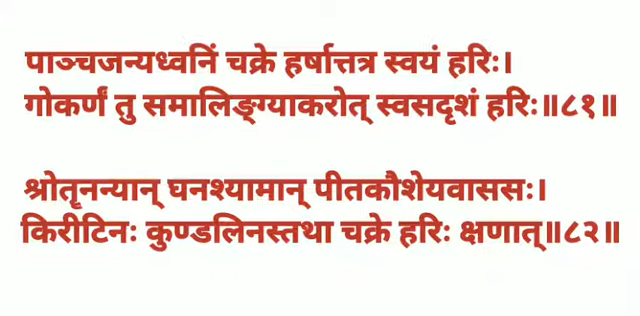 पाञ्चजन्यध्वनिं चक्रे हर्षात्तत्र स्वयं हरिः।
गोकर्णं तु समालिङ्ग्याकरोत् स्वसदृशं हरिः॥८१॥
श्रोतॄनन्यान् घनश्यामान् पीतकौशेयवाससः।
किरीटिनः कुण्डलिनस्तथा चक्रे हरिः क्षणात्॥८२॥